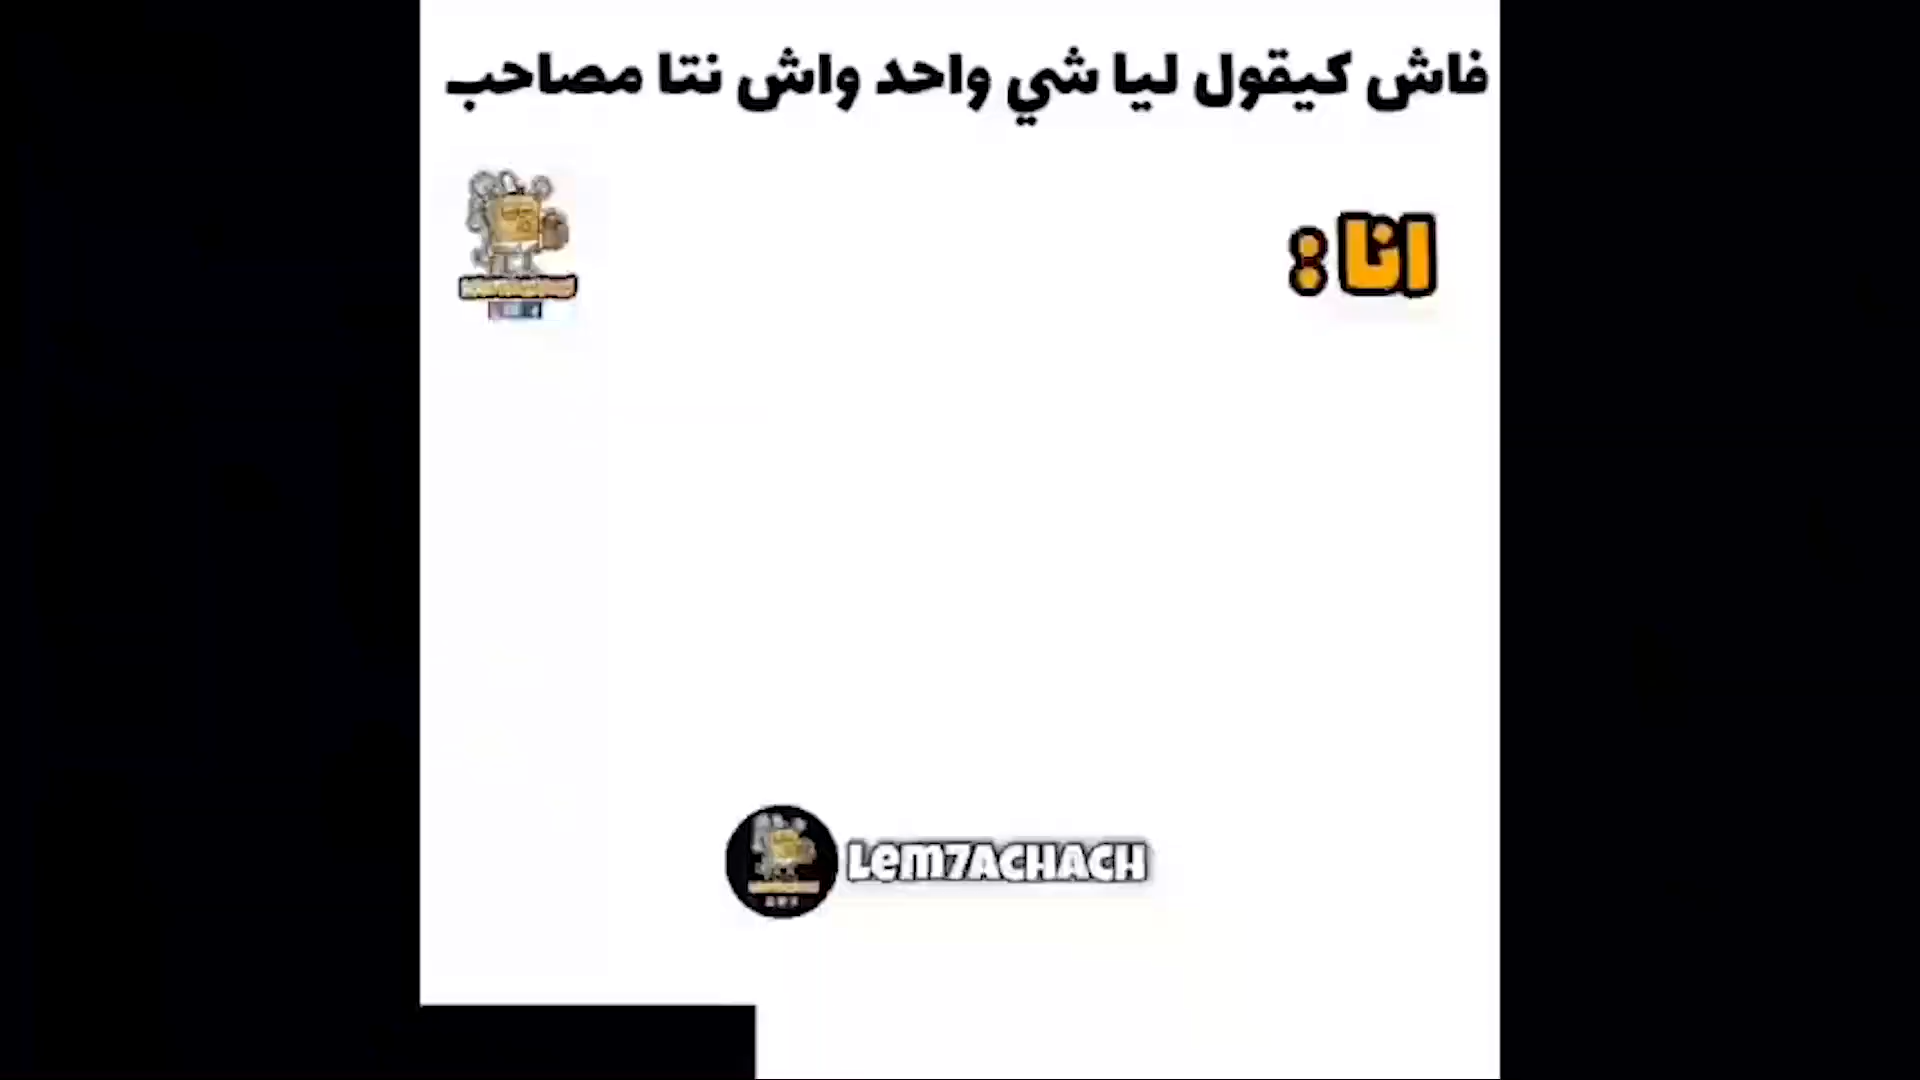 فاش كيقول ليا شي واحد واش نتا مصاحب
انا :
Lem7ACHACH